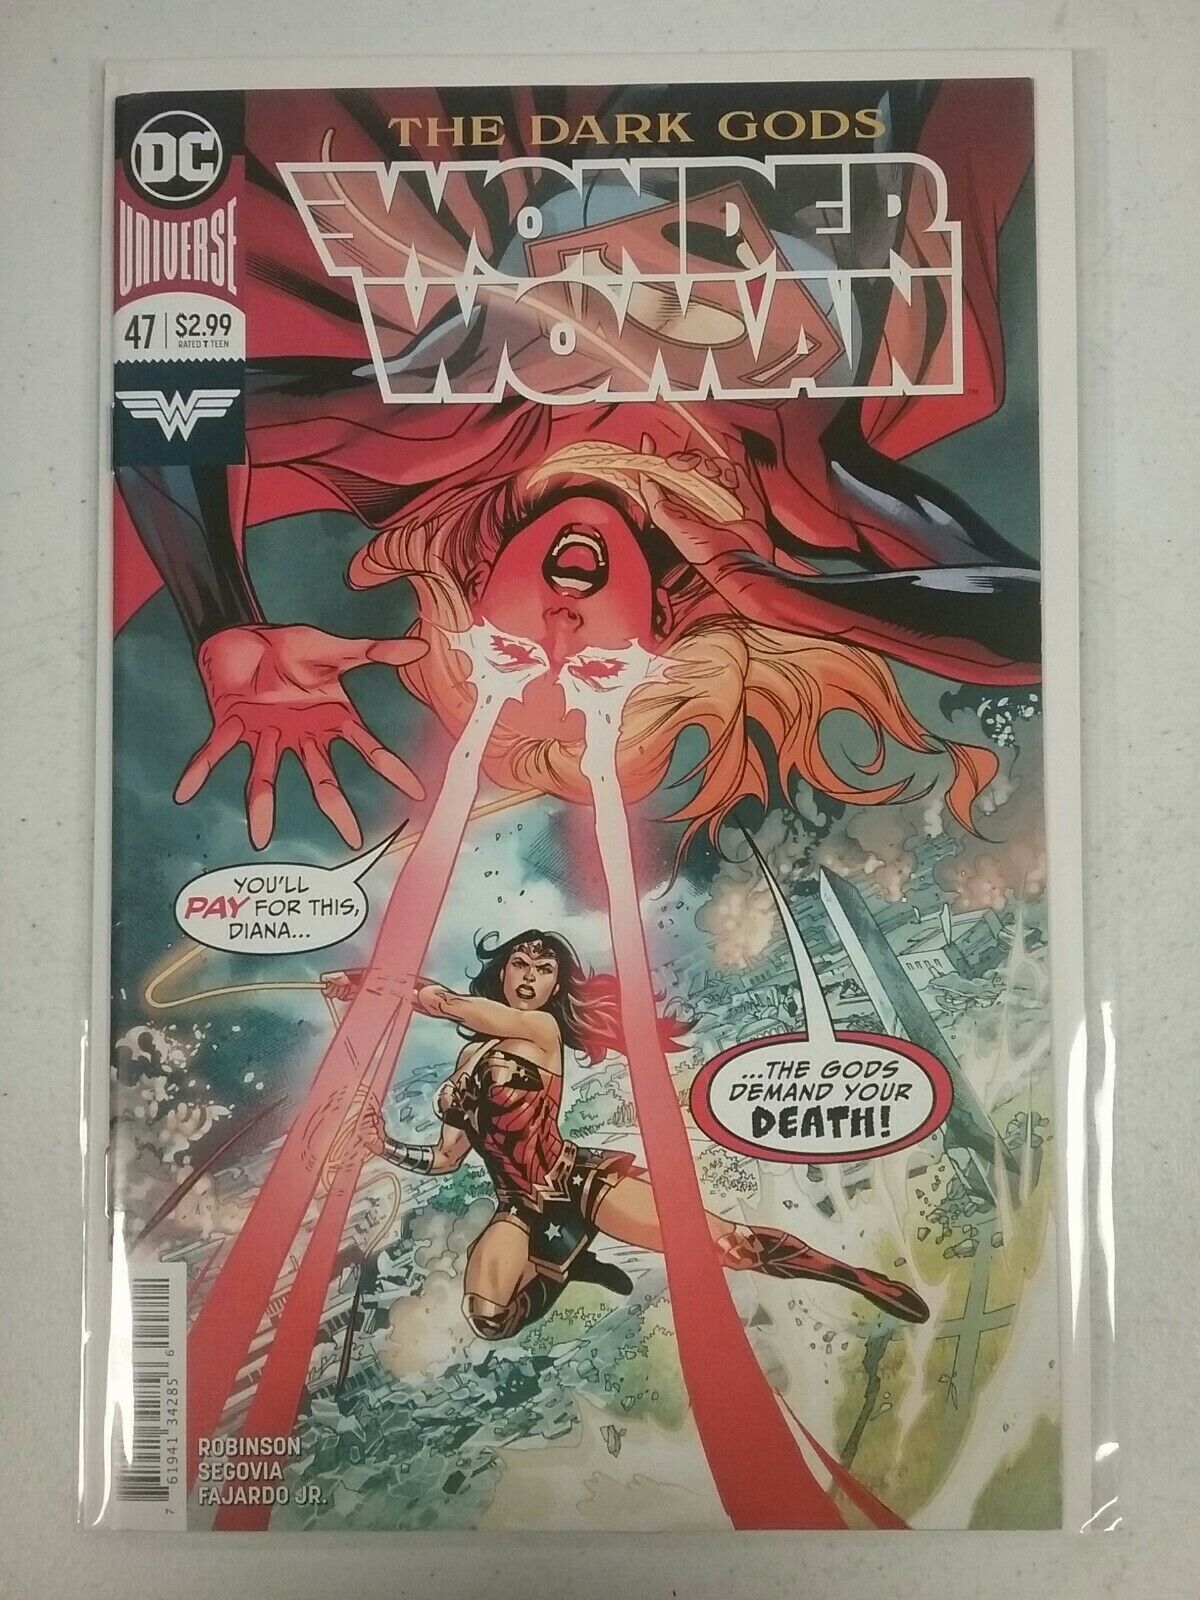 THE DARK GODS
DC
UNIVERSE
WONDER
WOMAN
TM
47 $2.99
RATED T TEEN
W
YOU'LL
PAY FOR THIS,
DIANA...
...THE GODS
DEMAND YOUR
DEATH!
ROBINSON
SEGOVIA
FAJARDO JR.
7 61941 34285 6